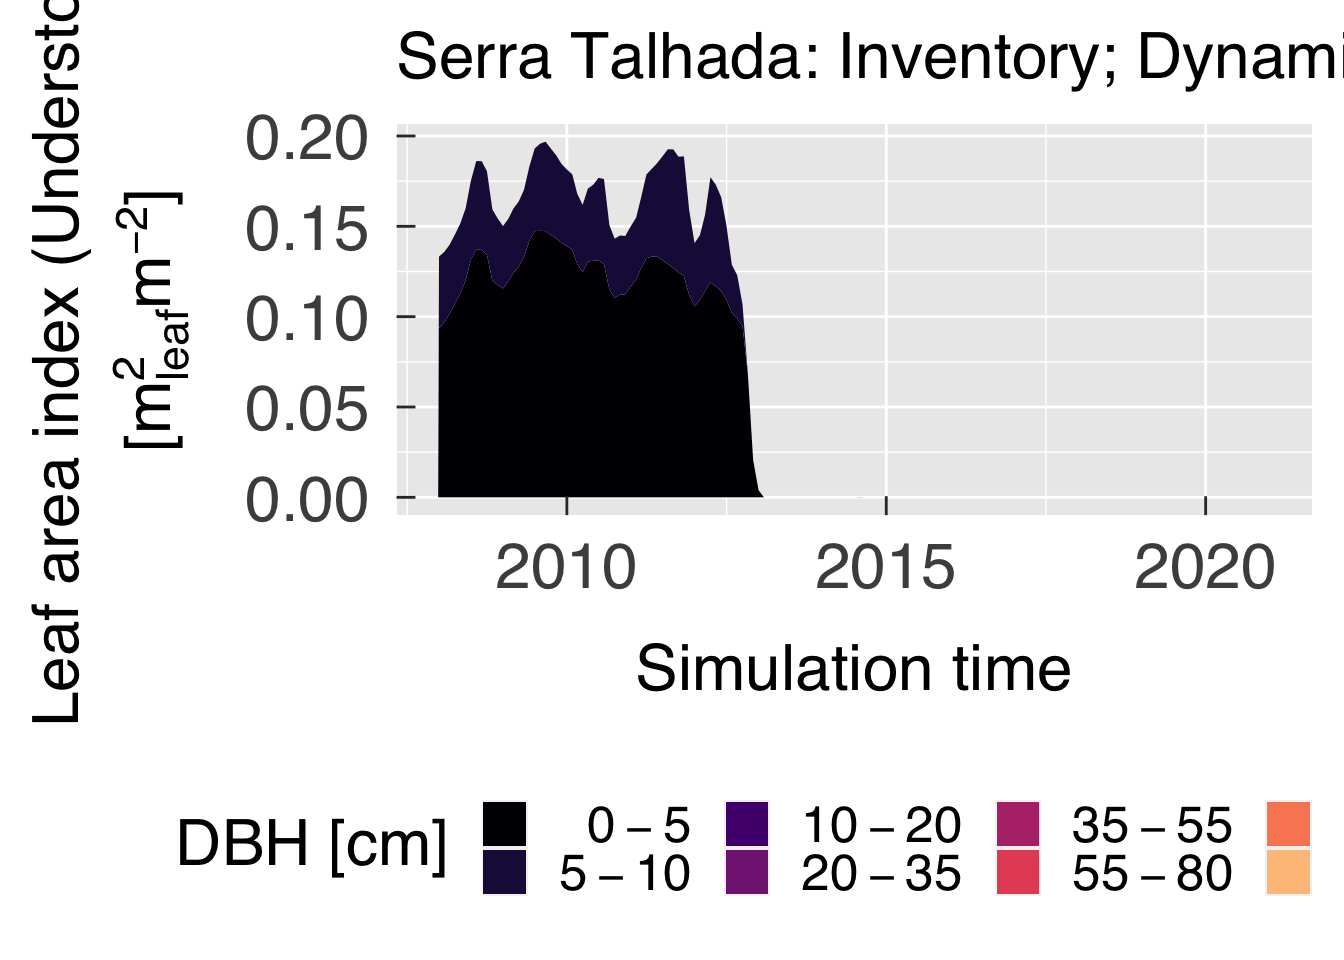 Serra Talhada: Inventory; Dynami
Leaf area index (Understo
[m²leaf m⁻²]
0.20
0.15
0.10
0.05
0.00
2010 2015 2020
Simulation time
DBH [cm]
0 – 5 10 – 20 35 – 55
5 – 10 20 – 35 55 – 80